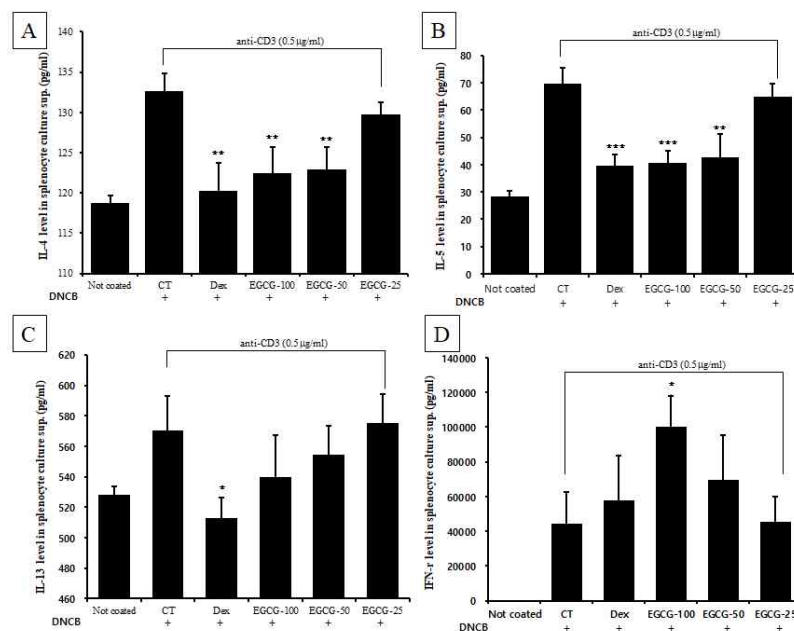 A
anti-CD3 (0.5μg/ml)
IL-4 level in splenocyte culture sup. (pg/ml)
140
135
130
125
120
115
110
**
**
**
Not coated CT Dex EGCG-100 EGCG-50 EGCG-25
DNCB + + + + +
B
anti-CD3 (0.5μg/ml)
IL-5 level in splenocyte culture sup. (pg/ml)
80
70
60
50
40
30
20
10
0
***
***
**
Not coated CT Dex EGCG-100 EGCG-50 EGCG-25
DNCB + + + + +
C
anti-CD3 (0.5μg/ml)
IL-13 level in splenocyte culture sup. (pg/ml)
620
600
580
560
540
520
500
480
460
*
Not coated CT Dex EGCG-100 EGCG-50 EGCG-25
DNCB + + + + +
D
anti-CD3 (0.5μg/ml)
IFN-r level in splenocyte culture sup. (pg/ml)
140000
120000
100000
80000
60000
40000
20000
0
*
Not coated CT Dex EGCG-100 EGCG-50 EGCG-25
DNCB + + + + +